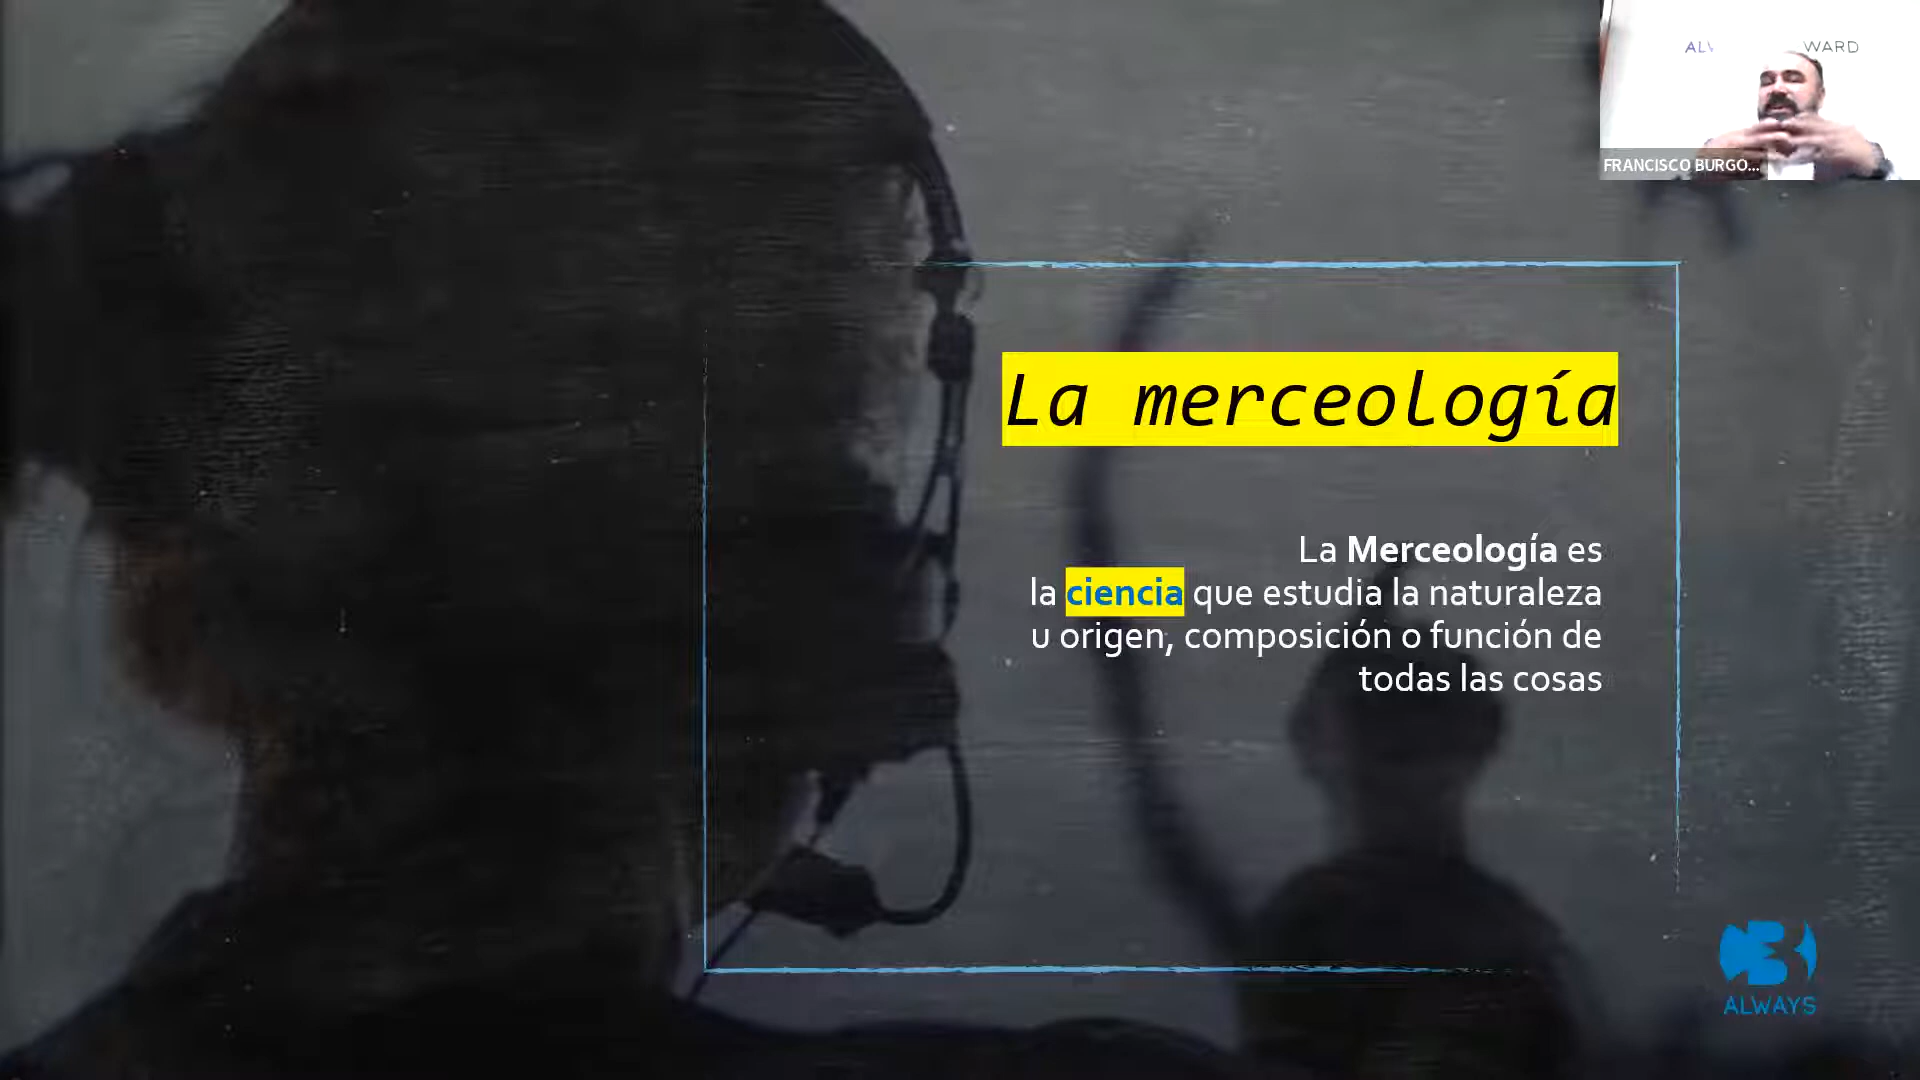 WARD
FRANCISCO BURGO...
La merceología
La Merceología es
la ciencia que estudia la naturaleza
u origen, composición o función de
todas las cosas
ALWAYS